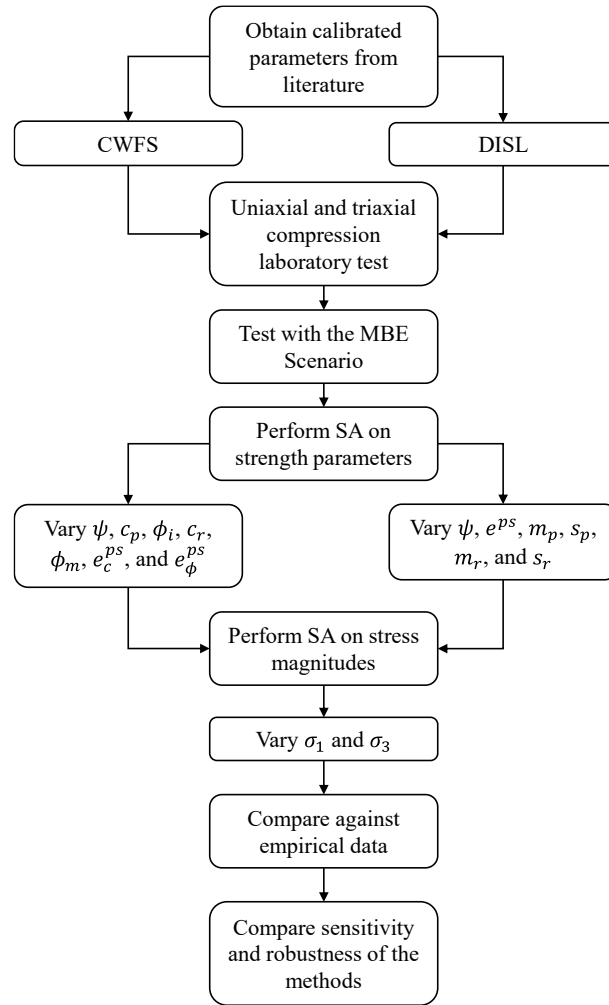 Obtain calibrated
parameters from
literature
CWFS
DISL
Uniaxial and triaxial
compression
laboratory test
Test with the MBE
Scenario
Perform SA on
strength parameters
Vary ψ, c_p, ϕ_i, c_r,
ϕ_m, e_c^{ps}, and e_ϕ^{ps}
Vary ψ, e^{ps}, m_p, s_p,
m_r, and s_r
Perform SA on stress
magnitudes
Vary σ₁ and σ₃
Compare against
empirical data
Compare sensitivity
and robustness of the
methods